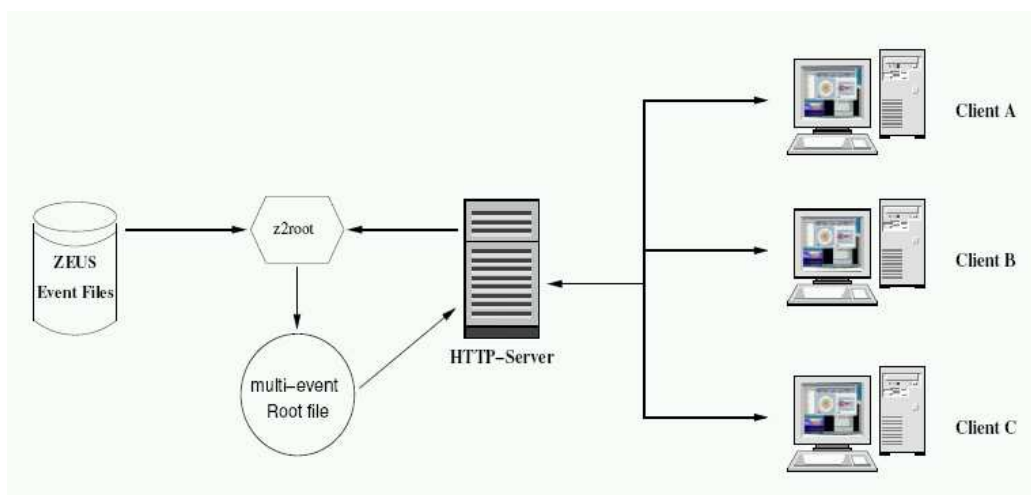 ZEUS
Event Files
z2root
multi-event
Root file
HTTP-Server
Client A
Client B
Client C